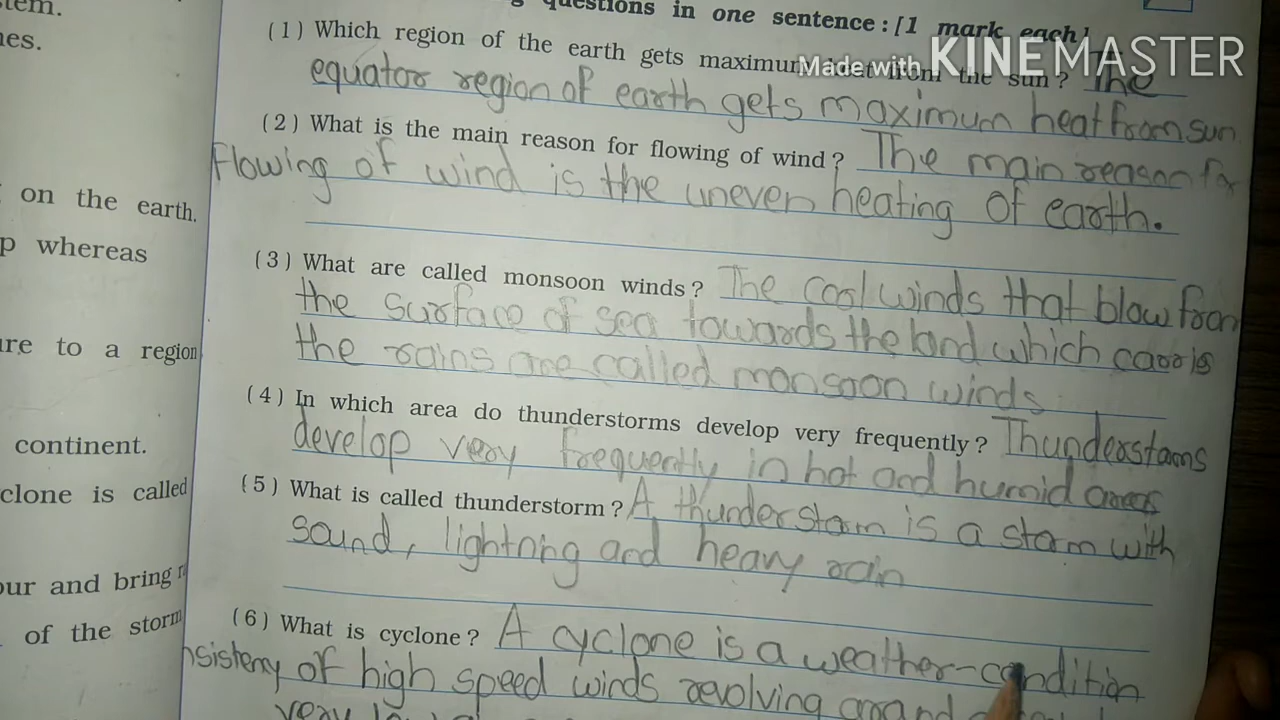 tem.
nes.
on the earth.
p whereas
ure to a region
continent.
clone is called
our and bring
of the storm
questions in one sentence : [1 mark each]
Made with KINEMASTER
(1) Which region of the earth gets maximum heat from the sun ? The
equator region of earth gets maximum heat from sun
(2) What is the main reason for flowing of wind ? The main reason for
flowing of wind is the uneven heating of earth.
(3) What are called monsoon winds ? The cool winds that blow from
the surface of sea towards the land which carries
the rains are called monsoon winds
(4) In which area do thunderstorms develop very frequently ? Thunderstorms
develop very frequently in hot and humid areas
(5) What is called thunderstorm ? A thunderstorm is a storm with
sound, lightning and heavy rain
(6) What is cyclone ? A cyclone is a weather-condition
nsisteny of high speed winds revolving around a
very